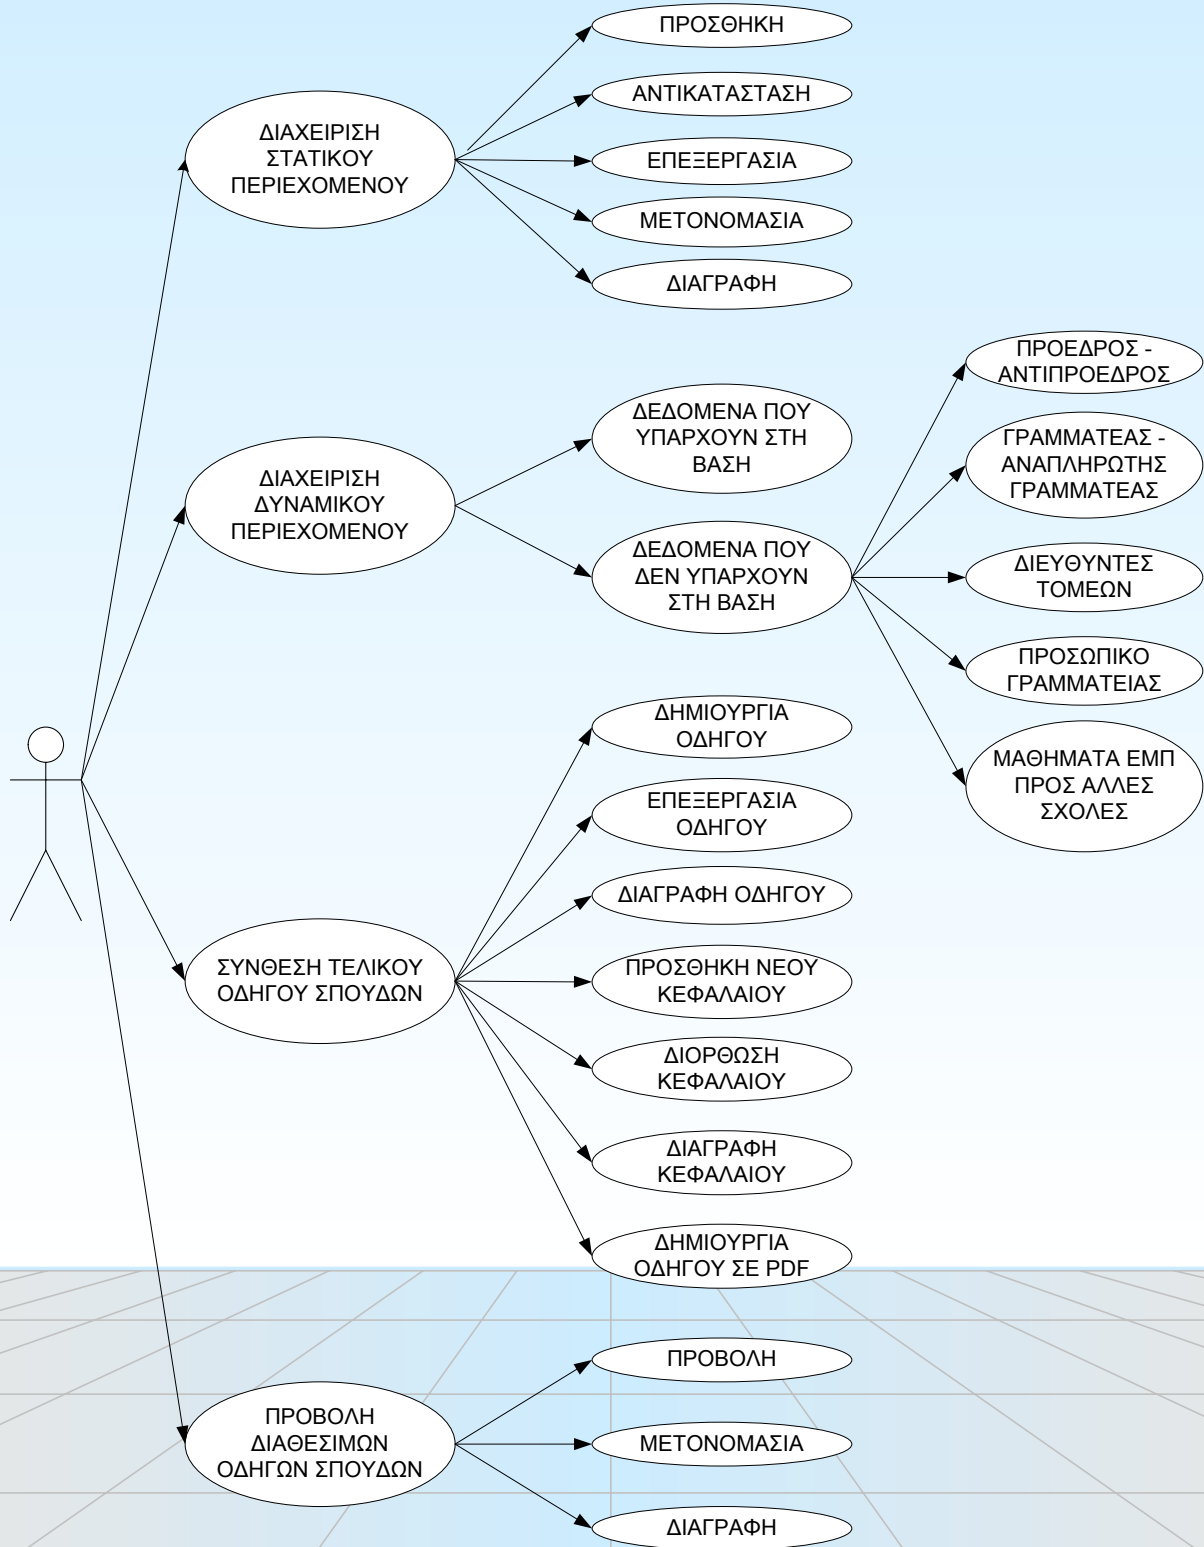 ΠΡΟΣΘΗΚΗ
ΑΝΤΙΚΑΤΑΣΤΑΣΗ
ΔΙΑΧΕΙΡΙΣΗ
ΣΤΑΤΙΚΟΥ
ΠΕΡΙΕΧΟΜΕΝΟΥ
ΕΠΕΞΕΡΓΑΣΙΑ
ΜΕΤΟΝΟΜΑΣΙΑ
ΔΙΑΓΡΑΦΗ
ΔΙΑΧΕΙΡΙΣΗ
ΔΥΝΑΜΙΚΟΥ
ΠΕΡΙΕΧΟΜΕΝΟΥ
ΔΕΔΟΜΕΝΑ ΠΟΥ
ΥΠΑΡΧΟΥΝ ΣΤΗ
ΒΑΣΗ
ΔΕΔΟΜΕΝΑ ΠΟΥ
ΔΕΝ ΥΠΑΡΧΟΥΝ
ΣΤΗ ΒΑΣΗ
ΠΡΟΕΔΡΟΣ -
ΑΝΤΙΠΡΟΕΔΡΟΣ
ΓΡΑΜΜΑΤΕΑΣ -
ΑΝΑΠΛΗΡΩΤΗΣ
ΓΡΑΜΜΑΤΕΑΣ
ΔΙΕΥΘΥΝΤΕΣ
ΤΟΜΕΩΝ
ΠΡΟΣΩΠΙΚΟ
ΓΡΑΜΜΑΤΕΙΑΣ
ΜΑΘΗΜΑΤΑ ΕΜΠ
ΠΡΟΣ ΑΛΛΕΣ
ΣΧΟΛΕΣ
ΣΥΝΘΕΣΗ ΤΕΛΙΚΟΥ
ΟΔΗΓΟΥ ΣΠΟΥΔΩΝ
ΔΗΜΙΟΥΡΓΙΑ
ΟΔΗΓΟΥ
ΕΠΕΞΕΡΓΑΣΙΑ
ΟΔΗΓΟΥ
ΔΙΑΓΡΑΦΗ ΟΔΗΓΟΥ
ΠΡΟΣΘΗΚΗ ΝΕΟΥ
ΚΕΦΑΛΑΙΟΥ
ΔΙΟΡΘΩΣΗ
ΚΕΦΑΛΑΙΟΥ
ΔΙΑΓΡΑΦΗ
ΚΕΦΑΛΑΙΟΥ
ΔΗΜΙΟΥΡΓΙΑ
ΟΔΗΓΟΥ ΣΕ PDF
ΠΡΟΒΟΛΗ
ΔΙΑΘΕΣΙΜΩΝ
ΟΔΗΓΩΝ ΣΠΟΥΔΩΝ
ΠΡΟΒΟΛΗ
ΜΕΤΟΝΟΜΑΣΙΑ
ΔΙΑΓΡΑΦΗ